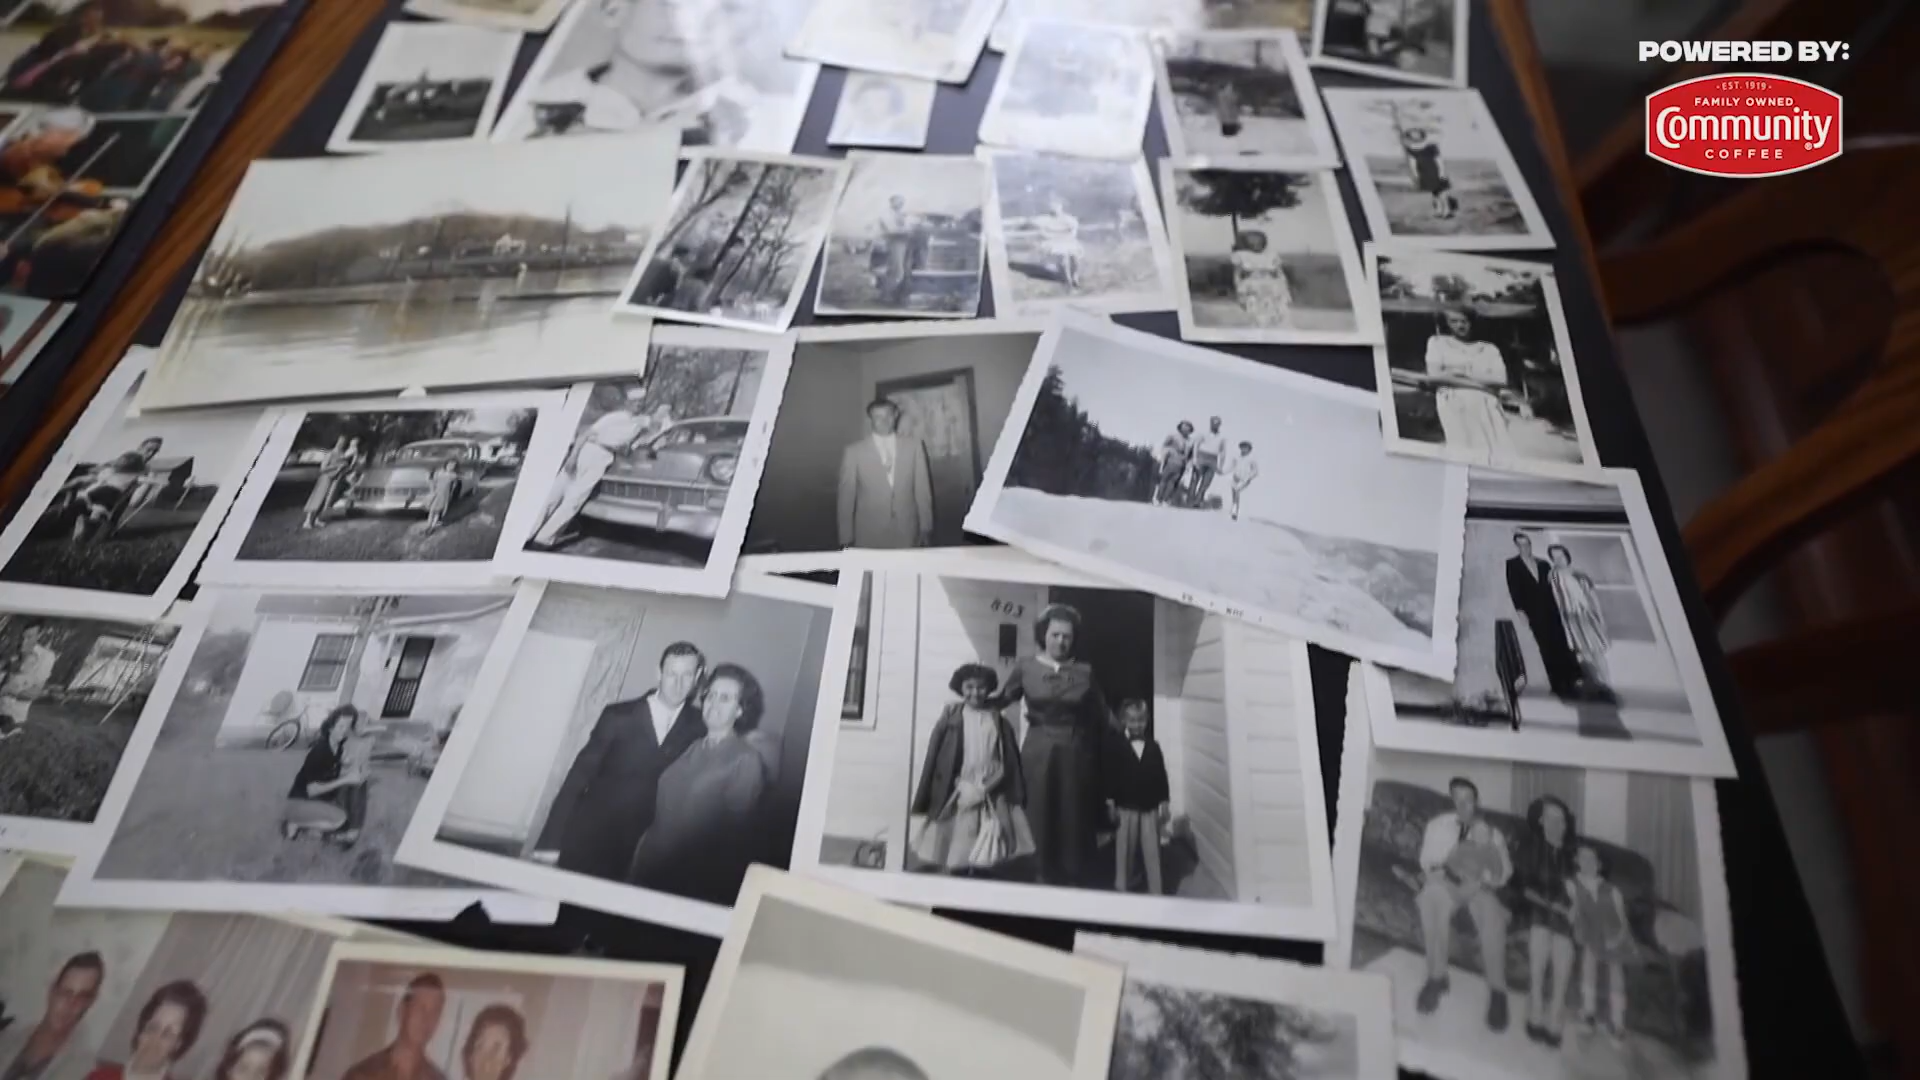 POWERED BY:
- EST. 1919 -
FAMILY OWNED
Community
COFFEE
803